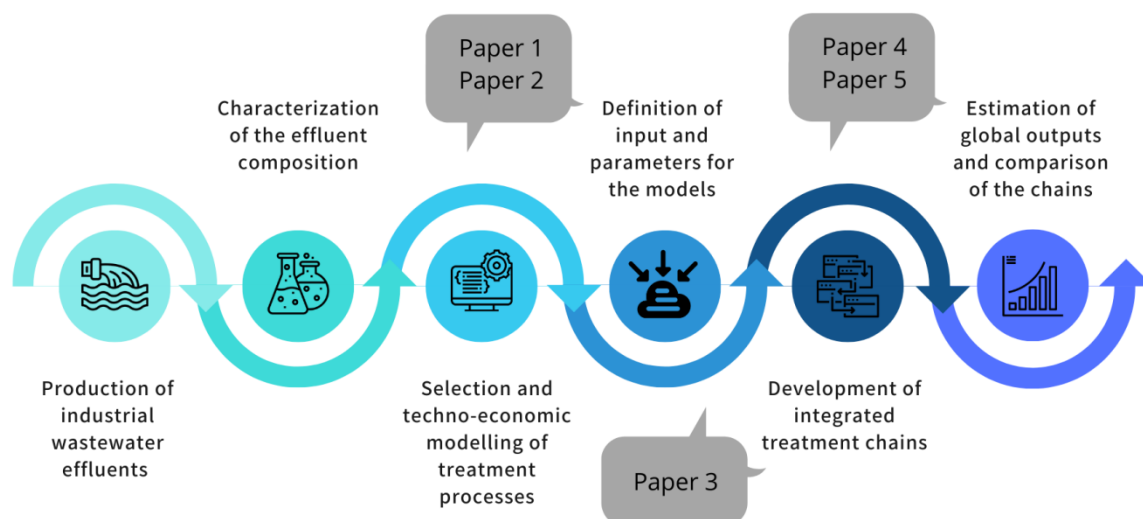 Paper 1
Paper 2
Paper 4
Paper 5
Characterization
of the effluent
composition
Definition of
input and
parameters for
the models
Estimation of
global outputs
and comparison
of the chains
Production of
industrial
wastewater
effluents
Selection and
techno-economic
modelling of
treatment
processes
Development of
integrated
treatment chains
Paper 3